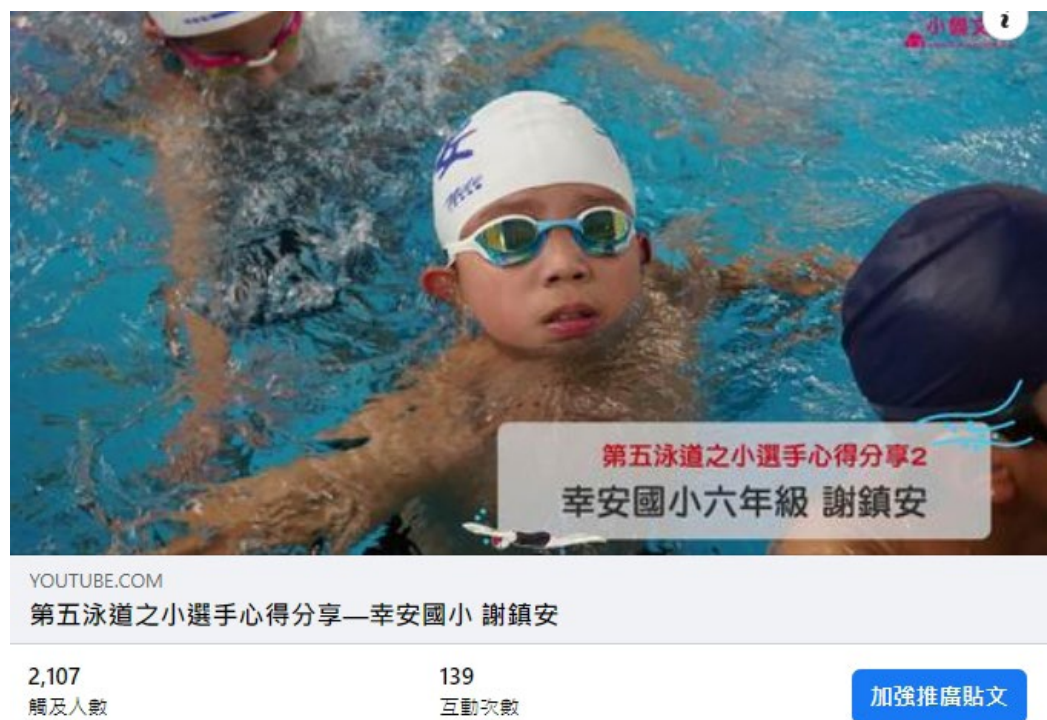 小魯文
第五泳道之小選手心得分享2
幸安國小六年級 謝鎮安
YOUTUBE.COM
第五泳道之小選手心得分享—幸安國小 謝鎮安
2,107
139
觸及人數
互動次數
加強推廣貼文